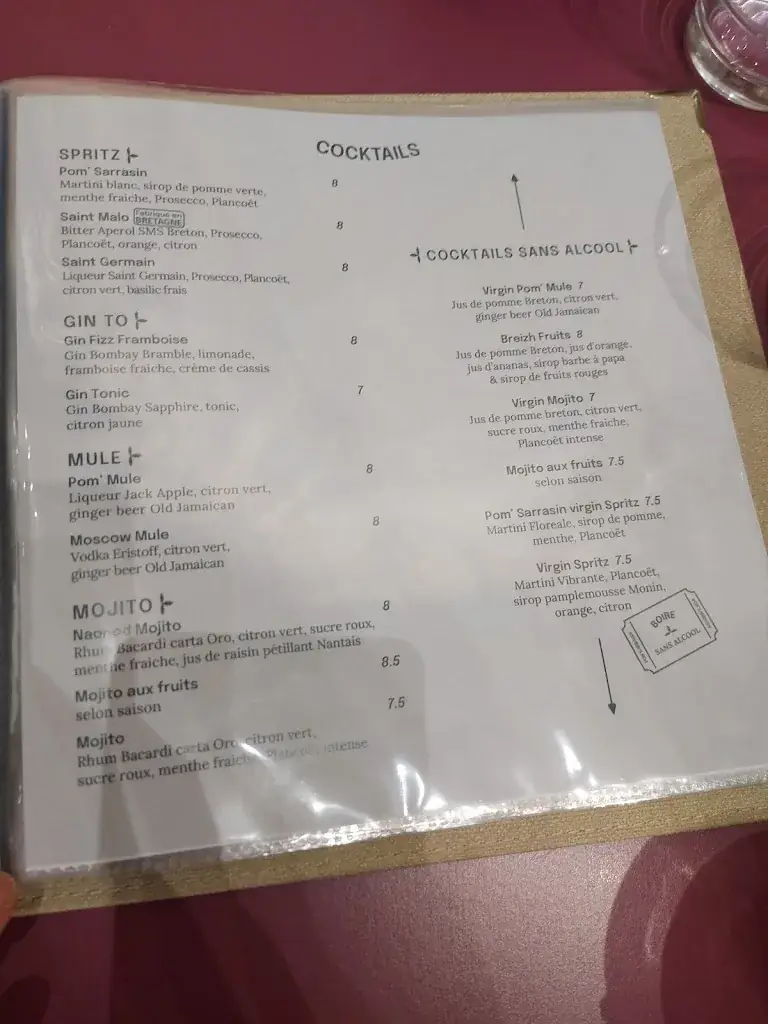 COCKTAILS
SPRITZ
Pom' Sarrasin 8
Martini blanc, sirop de pomme verte,
menthe fraiche, Prosecco, Plancoët
Saint Malo Fabriqué en BRETAGNE 8
Bitter Aperol SMS Breton, Prosecco,
Plancoët, orange, citron
Saint Germain 8
Liqueur Saint Germain, Prosecco, Plancoët,
citron vert, basilic frais
GIN TO
Gin Fizz Framboise 8
Gin Bombay Bramble, limonade,
framboise fraiche, crème de cassis
Gin Tonic 7
Gin Bombay Sapphire, tonic,
citron jaune
MULE
Pom' Mule 8
Liqueur Jack Apple, citron vert,
ginger beer Old Jamaican
Moscow Mule 8
Vodka Eristoff, citron vert,
ginger beer Old Jamaican
MOJITO
Mojito 8
Rhum Bacardi carta Oro, citron vert, sucre roux,
menthe fraiche, jus de raisin pétillant Nantais
Mojito aux fruits 8.5
selon saison
Mojito 7.5
Rhum Bacardi carta Oro, citron vert,
sucre roux, menthe fraiche, Plancoët intense
COCKTAILS SANS ALCOOL
Virgin Pom' Mule 7
Jus de pomme Breton, citron vert,
ginger beer Old Jamaican
Breizh Fruits 8
Jus de pomme Breton, jus d'orange,
jus d'ananas, sirop barbe à papa
& sirop de fruits rouges
Virgin Mojito 7
Jus de pomme breton, citron vert,
sucre roux, menthe fraiche,
Plancoët intense
Mojito aux fruits 7.5
selon saison
Pom' Sarrasin virgin Spritz 7.5
Martini Floreale, sirop de pomme,
menthe, Plancoët
Virgin Spritz 7.5
Martini Vibrante, Plancoët,
sirop pamplemousse Monin,
orange, citron
BOIRE
SANS ALCOOL